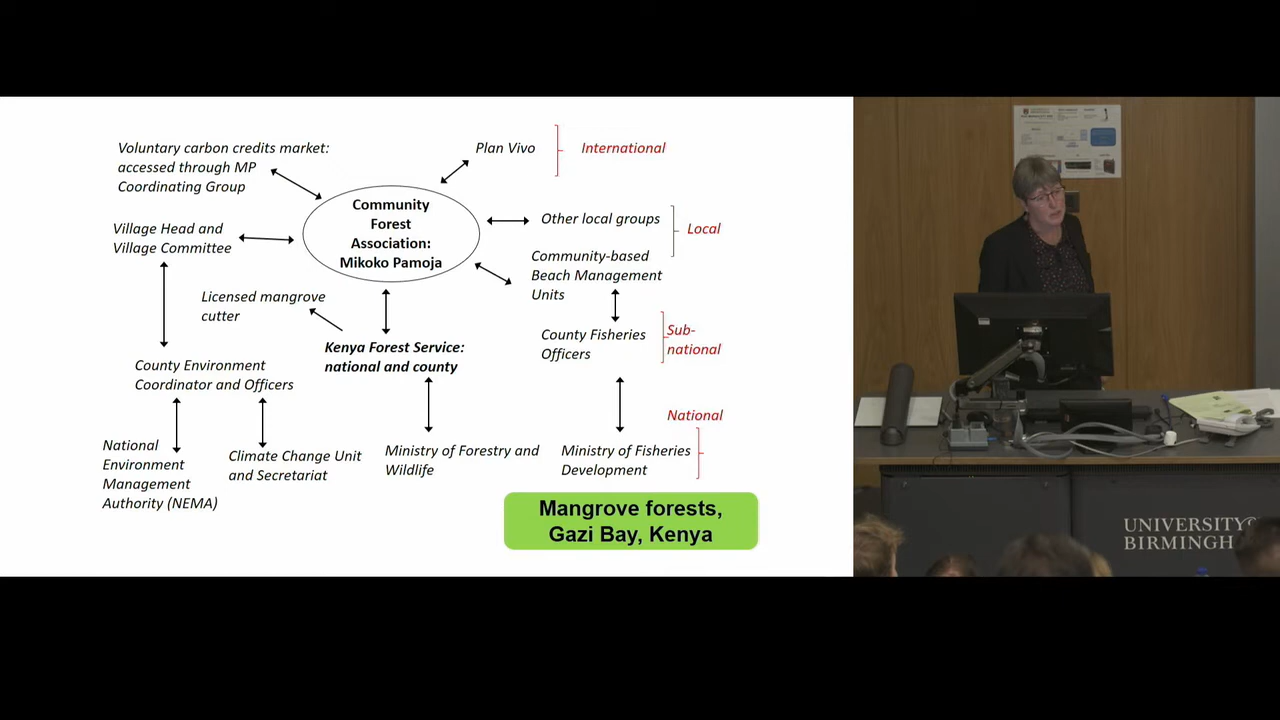 Voluntary carbon credits market:
accessed through MP
Coordinating Group
Plan Vivo
International
Community
Forest
Association:
Mikoko Pamoja
Village Head and
Village Committee
Other local groups
Local
Community-based
Beach Management
Units
Licensed mangrove
cutter
Kenya Forest Service:
national and county
County Fisheries
Officers
Sub-
national
County Environment
Coordinator and Officers
National
National
Environment
Management
Authority (NEMA)
Climate Change Unit
and Secretariat
Ministry of Forestry and
Wildlife
Ministry of Fisheries
Development
Mangrove forests,
Gazi Bay, Kenya
UNIVERSITY
BIRMINGH